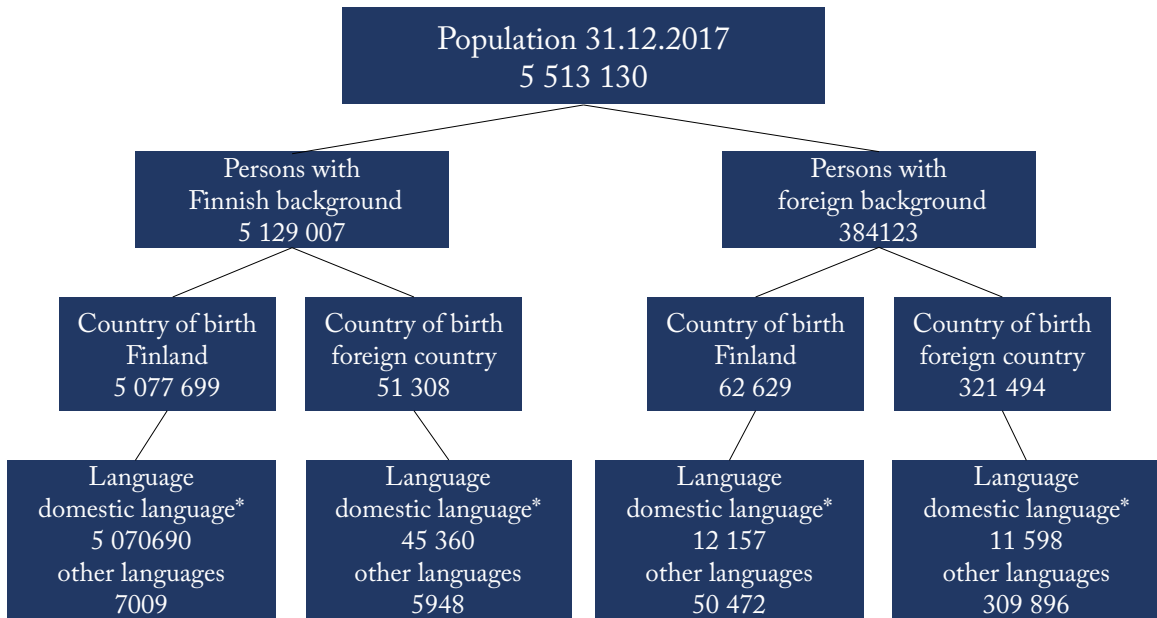 Population 31.12.2017
5 513 130
Persons with
Finnish background
5 129 007
Persons with
foreign background
384123
Country of birth
Finland
5 077 699
Country of birth
foreign country
51 308
Country of birth
Finland
62 629
Country of birth
foreign country
321 494
Language
domestic language*
5 070690
other languages
7009
Language
domestic language*
45 360
other languages
5948
Language
domestic language*
12 157
other languages
50 472
Language
domestic language*
11 598
other languages
309 896